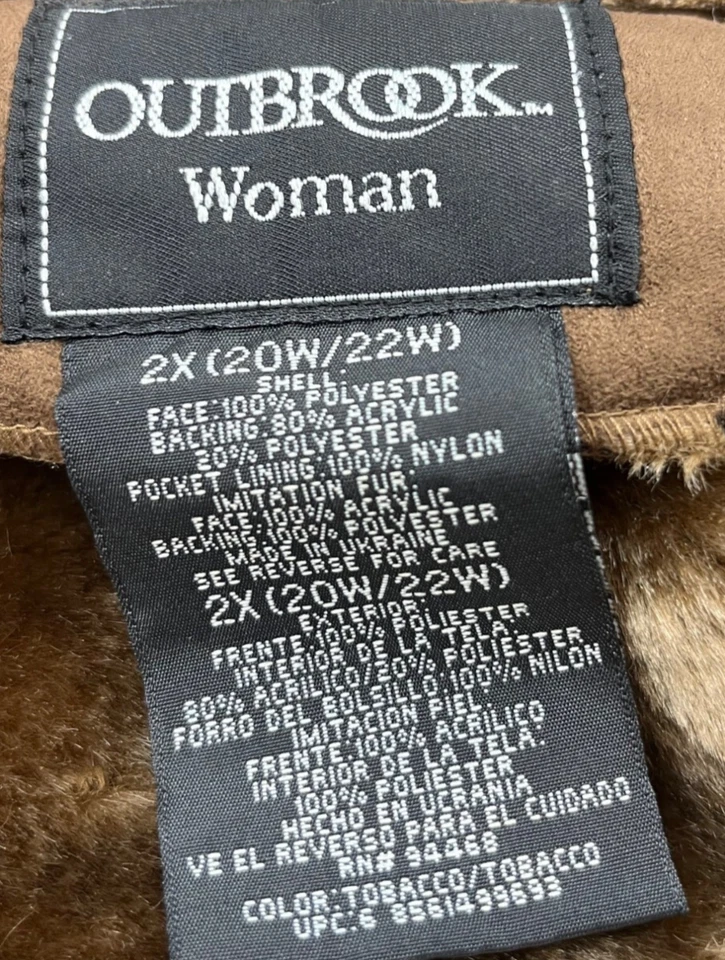 OUTBROOK™
Woman
2X (20W/22W)
SHELL:
FACE:100% POLYESTER
BACKING:80% ACRYLIC
20% POLYESTER
POCKET LINING:100% NYLON
IMITATION FUR:
FACE:100% ACRYLIC
BACKING:100% POLYESTER
MADE IN UKRAINE
SEE REVERSE FOR CARE
2X (20W/22W)
EXTERIOR:
FRENTE:100% POLIESTER
INTERIOR DE LA TELA:
80% ACRILICO/20% POLIESTER
FORRO DEL BOLSILLO:100% NILON
IMITACION PIEL:
FRENTE:100% ACRILICO
INTERIOR DE LA TELA:
100% POLIESTER
HECHO EN UCRANIA
VE EL REVERSO PARA EL CUIDADO
RN# 94468
COLOR:TOBACCO/TOBACCO
UPC:6